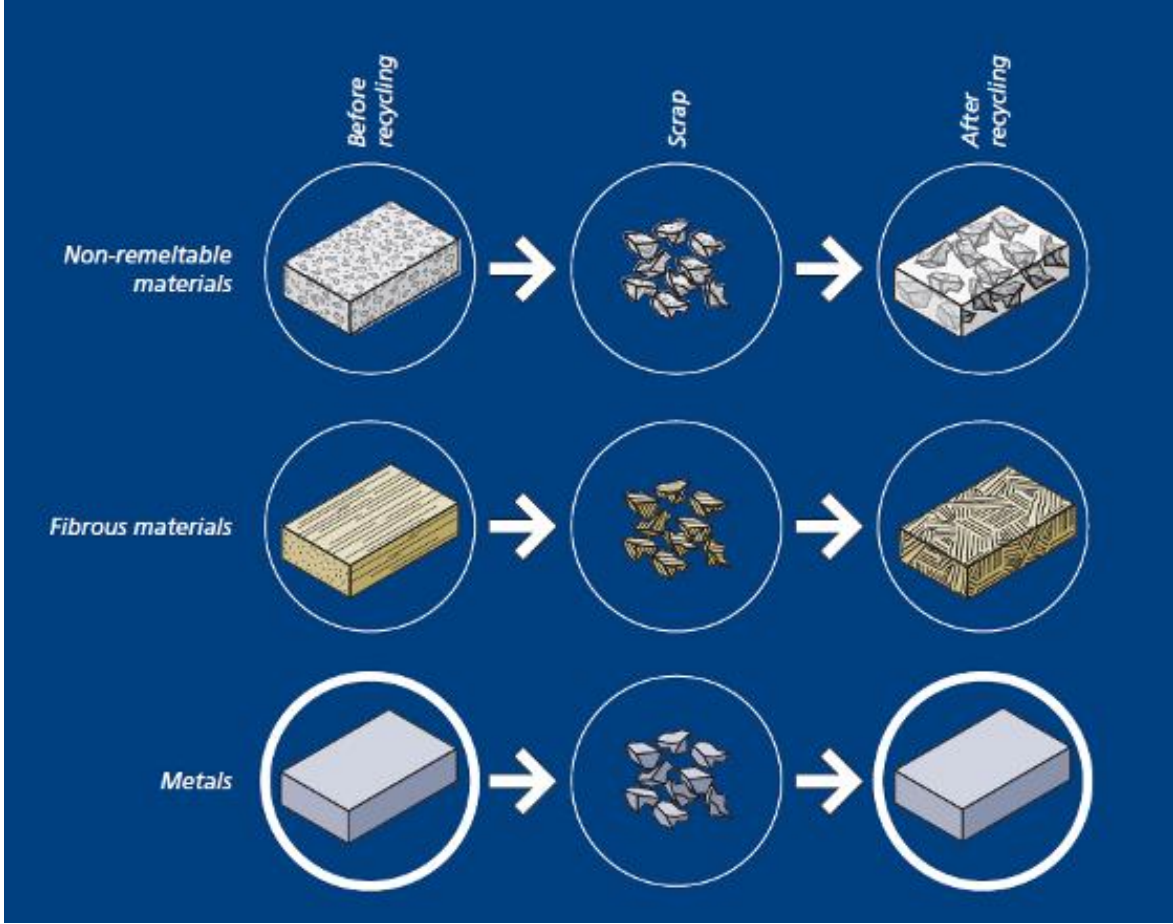 Before
recycling
Scrap
After
recycling
Non-remeltable
materials
Fibrous materials
Metals